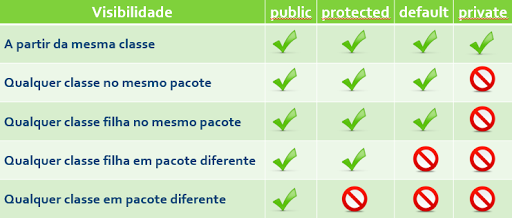 Visibilidade public protected default private
A partir da mesma classe
Qualquer classe no mesmo pacote
Qualquer classe filha no mesmo pacote
Qualquer classe filha em pacote diferente
Qualquer classe em pacote diferente